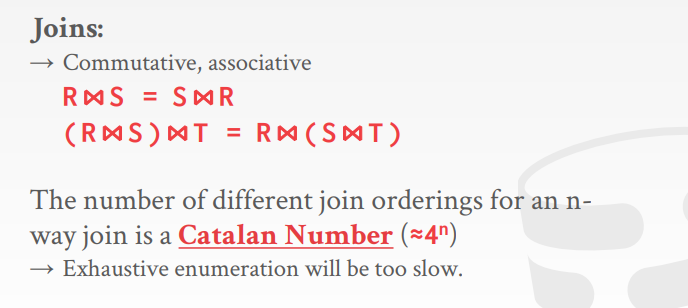 Joins:
→ Commutative, associative
R⋈S = S⋈R
(R⋈S)⋈T = R⋈(S⋈T)
The number of different join orderings for an n-
way join is a Catalan Number (≈4ⁿ)
→ Exhaustive enumeration will be too slow.